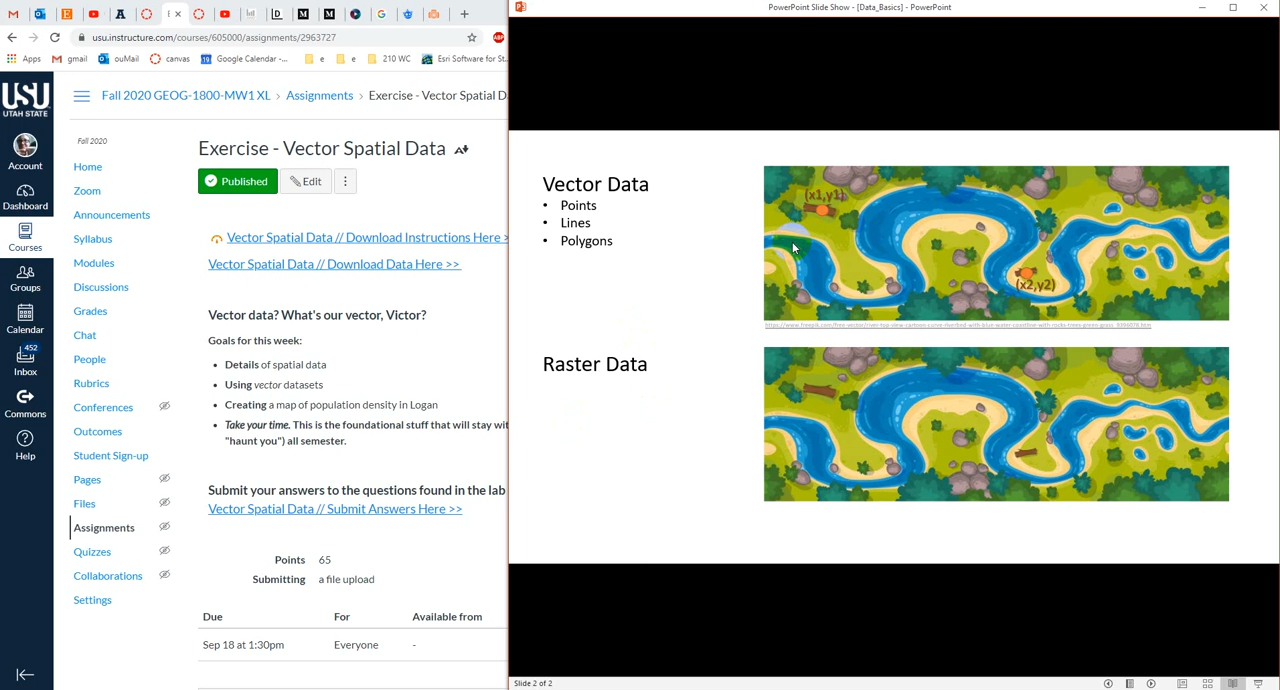 usu.instructure.com/courses/605000/assignments/2963727
Apps
gmail
ouMail
canvas
Google Calendar -...
e
e
210 WC
Esri Software for St...
USU
UTAH STATE
Account
Dashboard
Courses
Groups
Calendar
452
Inbox
Commons
Help
Fall 2020 GEOG-1800-MW1 XL > Assignments > Exercise - Vector Spatial D
Fall 2020
Home
Zoom
Announcements
Syllabus
Modules
Discussions
Grades
Chat
People
Rubrics
Conferences
Outcomes
Student Sign-up
Pages
Files
Assignments
Quizzes
Collaborations
Settings
Exercise - Vector Spatial Data
Published
Edit
Vector Spatial Data // Download Instructions Here >
Vector Spatial Data // Download Data Here >>
Vector data? What's our vector, Victor?
Goals for this week:
• Details of spatial data
• Using vector datasets
• Creating a map of population density in Logan
• Take your time. This is the foundational stuff that will stay wit
"haunt you") all semester.
Submit your answers to the questions found in the lab
Vector Spatial Data // Submit Answers Here >>
Points 65
Submitting a file upload
Due For Available from
Sep 18 at 1:30pm Everyone -
PowerPoint Slide Show - [Data_Basics] - PowerPoint
Vector Data
• Points
• Lines
• Polygons
(x1,y1)
(x2,y2)
Raster Data
Slide 2 of 2